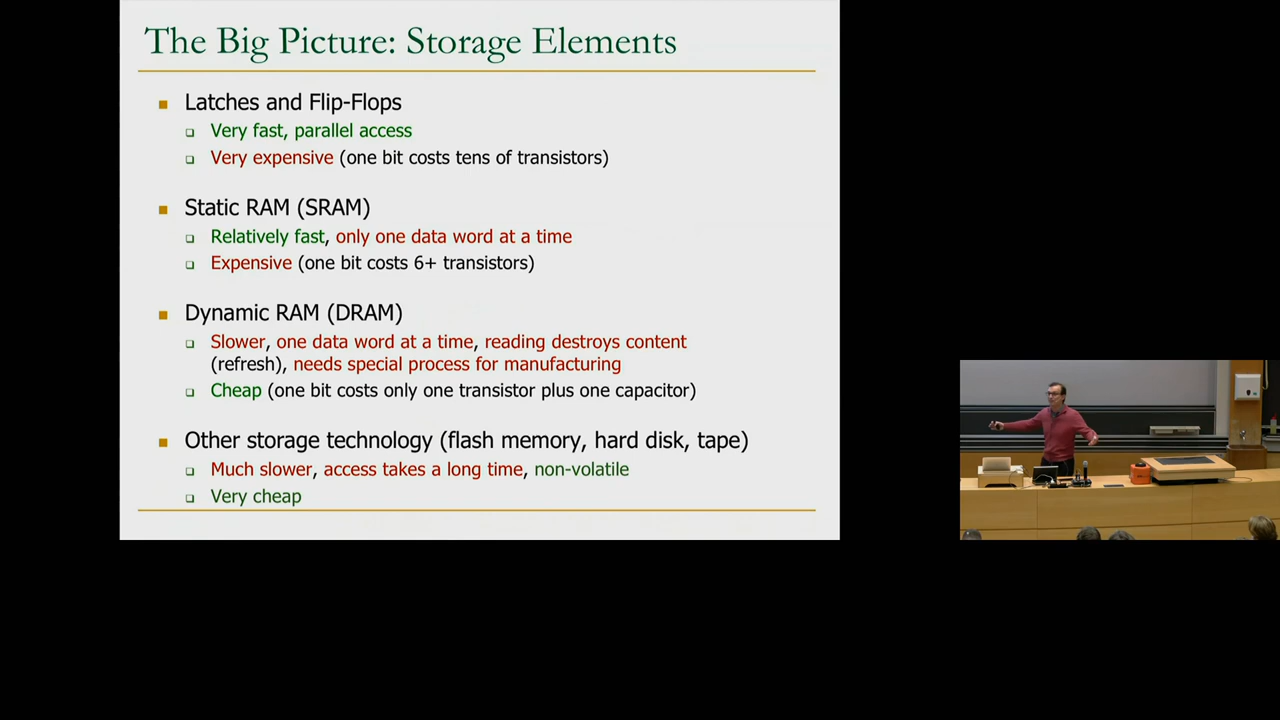 The Big Picture: Storage Elements
Latches and Flip-Flops
Very fast, parallel access
Very expensive (one bit costs tens of transistors)
Static RAM (SRAM)
Relatively fast, only one data word at a time
Expensive (one bit costs 6+ transistors)
Dynamic RAM (DRAM)
Slower, one data word at a time, reading destroys content
(refresh), needs special process for manufacturing
Cheap (one bit costs only one transistor plus one capacitor)
Other storage technology (flash memory, hard disk, tape)
Much slower, access takes a long time, non-volatile
Very cheap